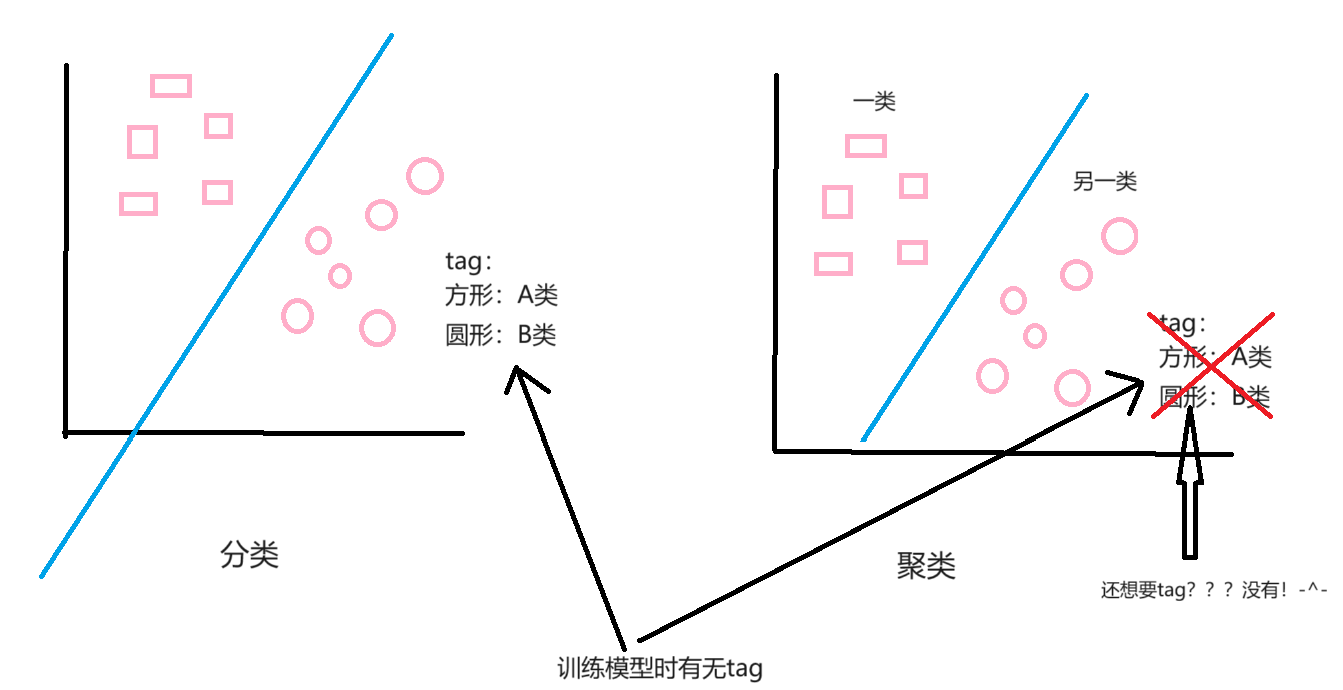 tag：
方形：A类
圆形：B类
分类
一类
另一类
tag：
方形：A类
圆形：B类
聚类
还想要tag？？？没有！-^-
训练模型时有无tag